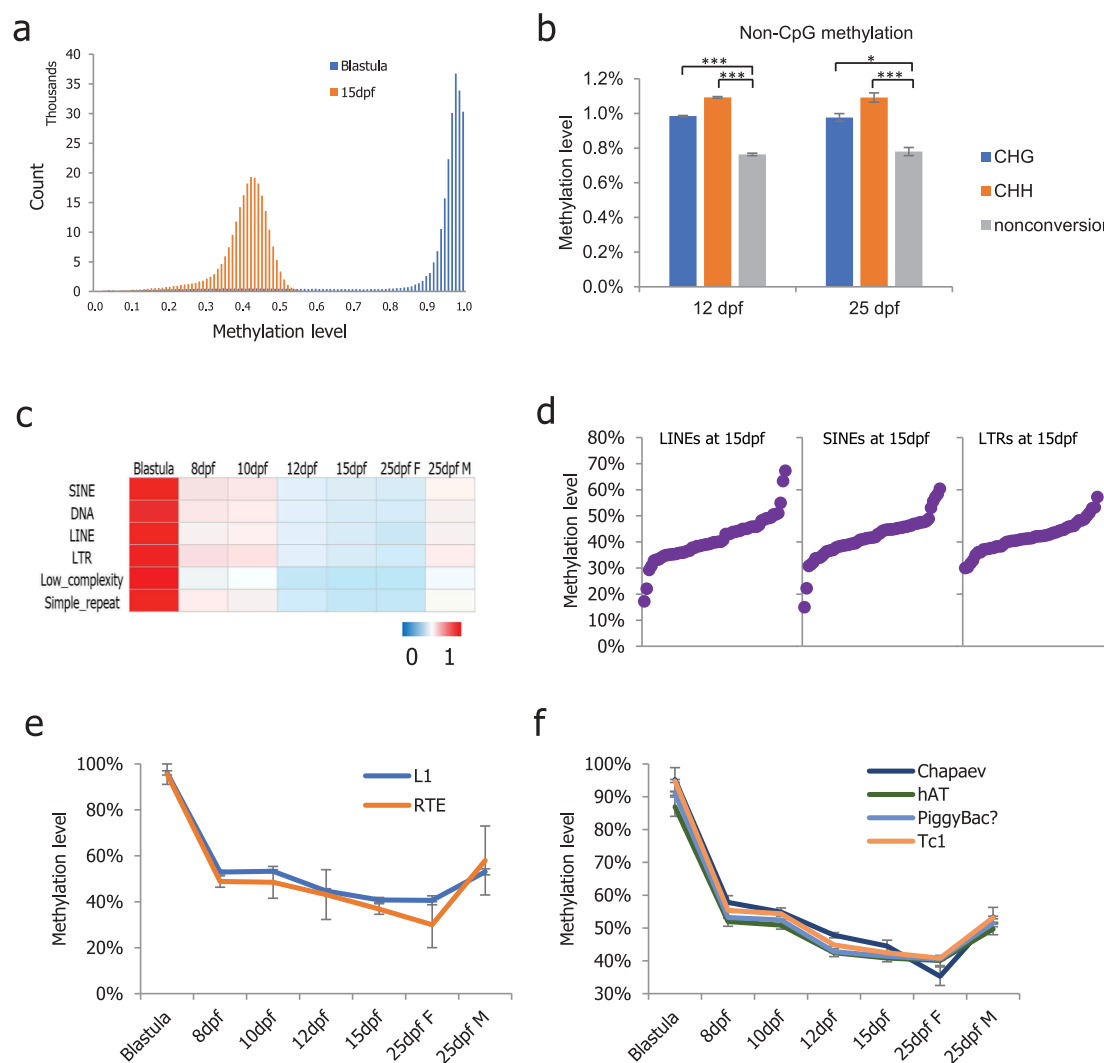 a
40
35
30
25
20
15
10
5
0
Thousands
Count
Blastula
15dpf
0.0 0.1 0.2 0.3 0.4 0.5 0.6 0.7 0.8 0.9 1.0
Methylation level
b
Non-CpG methylation
*** *
*** ***
1.2%
1.0%
0.8%
0.6%
0.4%
0.2%
0.0%
Methylation level
12 dpf 25 dpf
CHG
CHH
nonconversion
c
Blastula 8dpf 10dpf 12dpf 15dpf 25dpf F 25dpf M
SINE
DNA
LINE
LTR
Low_complexity
Simple_repeat
0 1
d
LINEs at 15dpf SINEs at 15dpf LTRs at 15dpf
80%
70%
60%
50%
40%
30%
20%
10%
0%
Methylation level
e
100%
80%
60%
40%
20%
0%
Methylation level
L1
RTE
Blastula 8dpf 10dpf 12dpf 15dpf 25dpf F 25dpf M
f
100%
90%
80%
70%
60%
50%
40%
30%
Methylation level
Chapaev
hAT
PiggyBac?
Tc1
Blastula 8dpf 10dpf 12dpf 15dpf 25dpf F 25dpf M